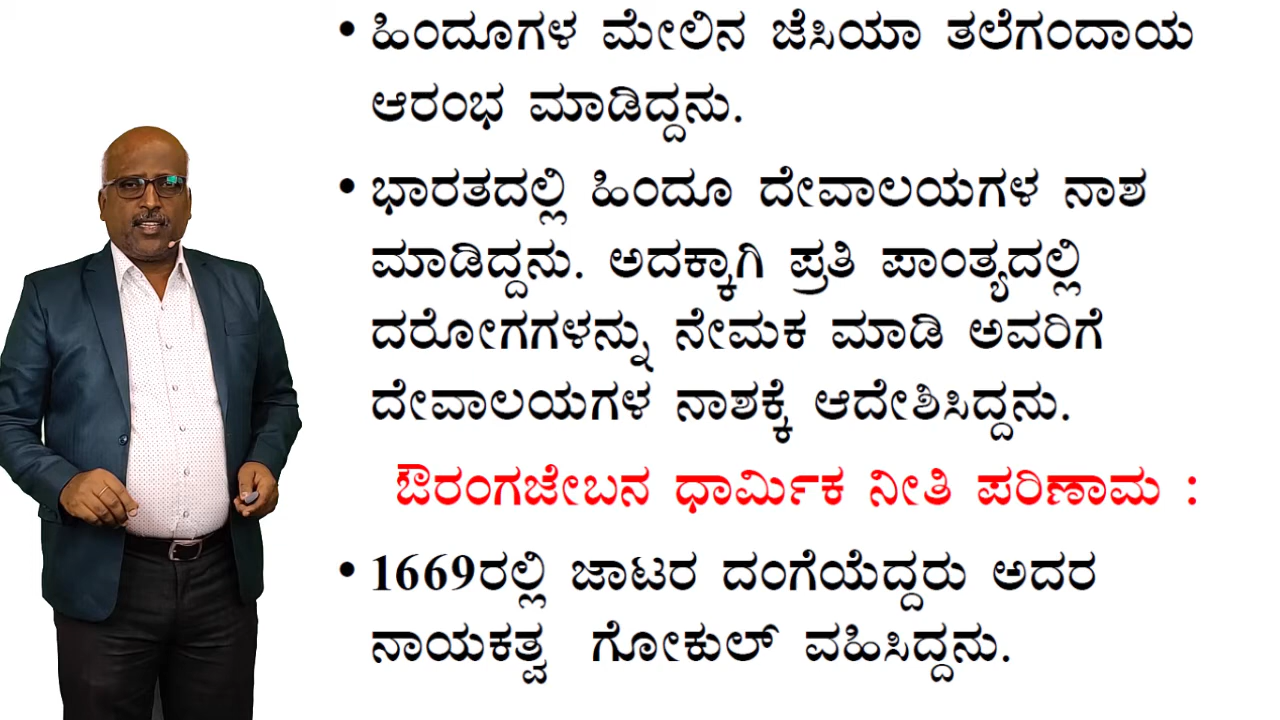 • ಹಿಂದೂಗಳ ಮೇಲಿನ ಜೆಸಿಯಾ ತಲೆಗಂದಾಯ
ಆರಂಭ ಮಾಡಿದ್ದನು.
• ಭಾರತದಲ್ಲಿ ಹಿಂದೂ ದೇವಾಲಯಗಳ ನಾಶ
ಮಾಡಿದ್ದನು. ಅದಕ್ಕಾಗಿ ಪ್ರತಿ ಪಾಂತ್ಯದಲ್ಲಿ
ದರೋಗಗಳನ್ನು ನೇಮಕ ಮಾಡಿ ಅವರಿಗೆ
ದೇವಾಲಯಗಳ ನಾಶಕ್ಕೆ ಆದೇಶಿಸಿದ್ದನು.
ಔರಂಗಜೇಬನ ಧಾರ್ಮಿಕ ನೀತಿ ಪರಿಣಾಮ :
• 1669ರಲ್ಲಿ ಜಾಟರ ದಂಗೆಯೆದ್ದರು ಅದರ
ನಾಯಕತ್ವ ಗೋಕುಲ್ ವಹಿಸಿದ್ದನು.